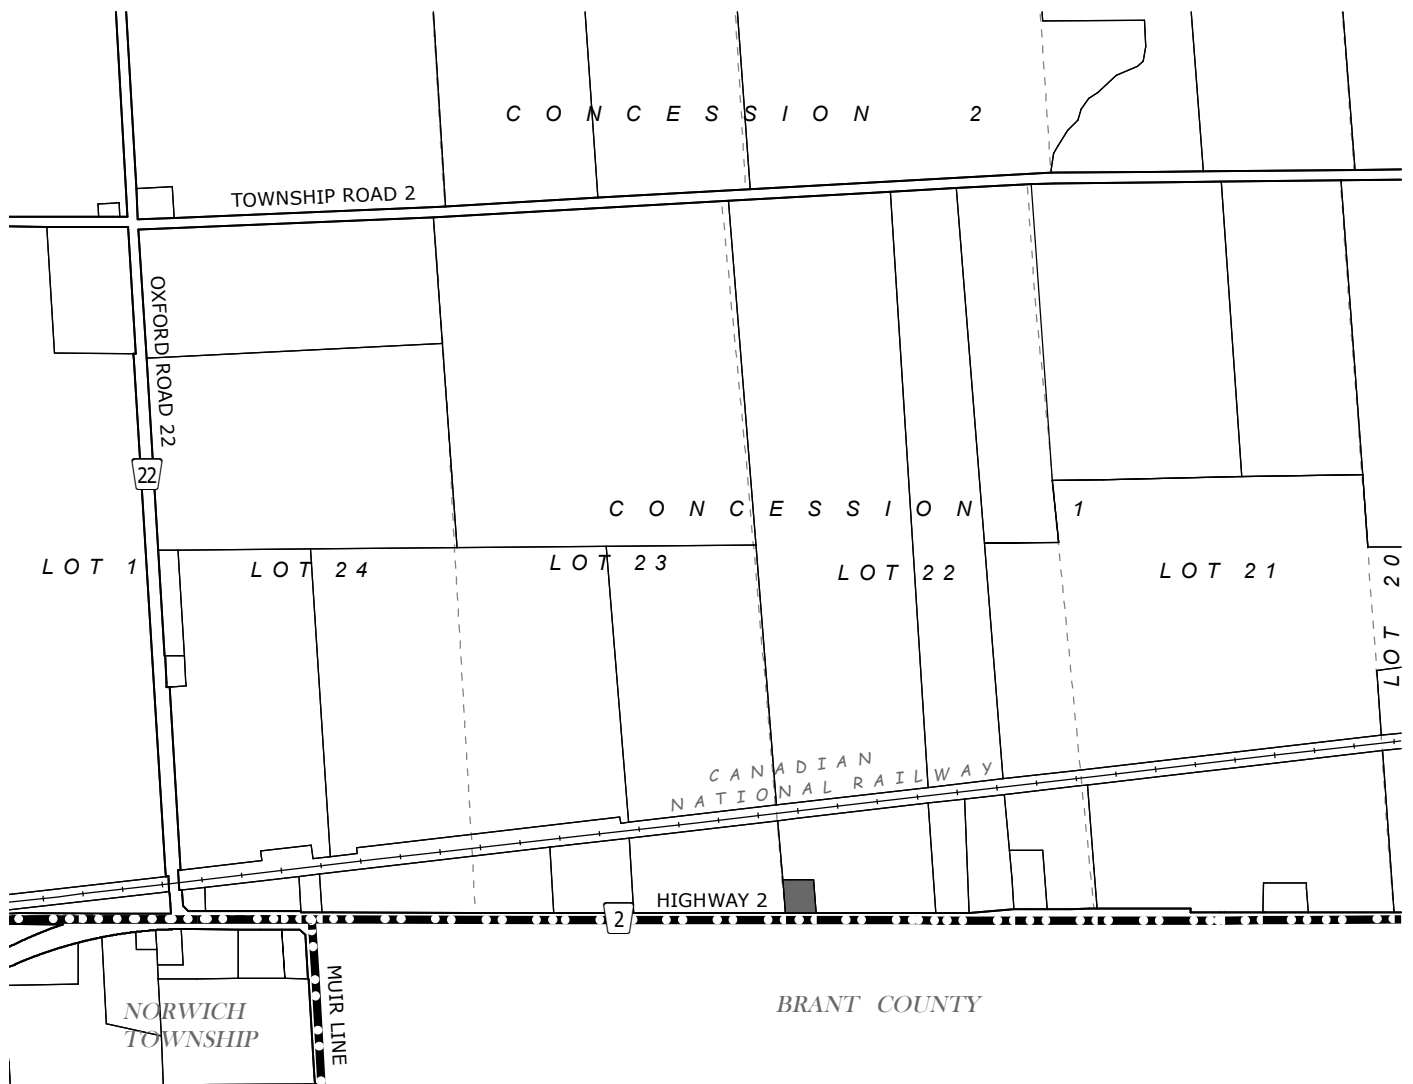 CONCESSION 2
TOWNSHIP ROAD 2
OXFORD ROAD 22
22
CONCESSION 1
LOT 1
LOT 24
LOT 23
LOT 22
LOT 21
LOT 20
CANADIAN
NATIONAL RAILWAY
HIGHWAY 2
2
MUIR LINE
NORWICH
TOWNSHIP
BRANT COUNTY